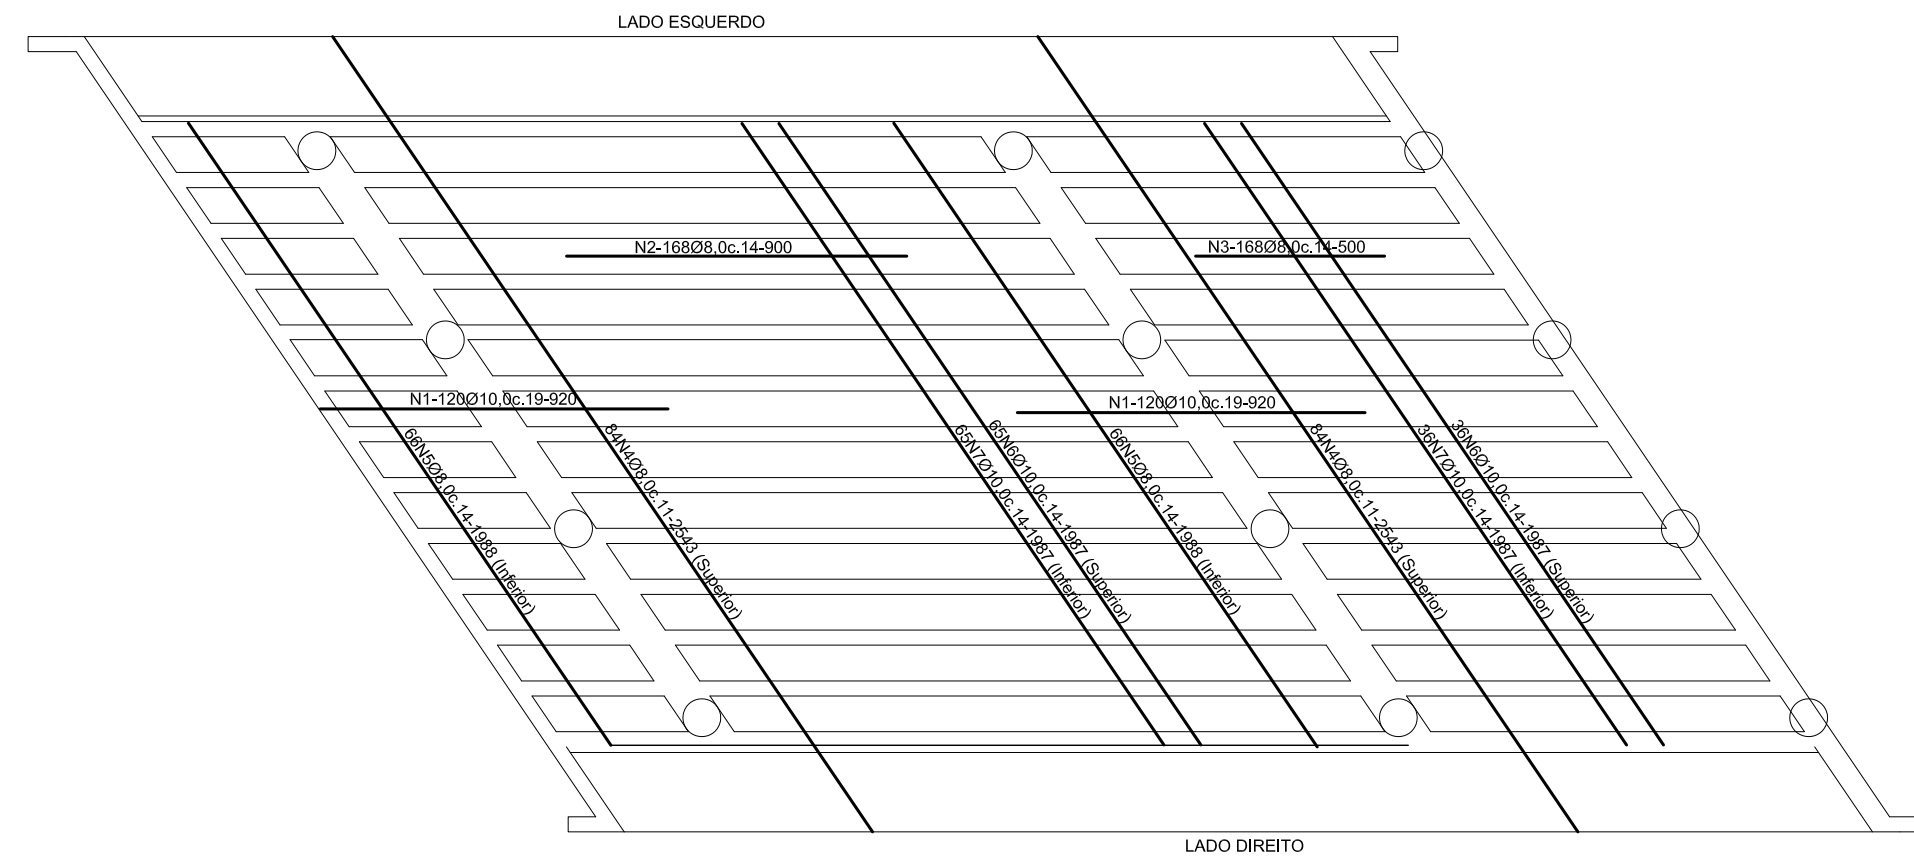 LADO ESQUERDO
N2-168Ø8,0c.14-900
N3-168Ø8,0c.14-500
N1-120Ø10,0c.19-920
N1-120Ø10,0c.19-920
66N5Ø8,0c.14-1988 (Inferior)
84N4Ø8,0c.11-2543 (Superior)
65N7Ø10,0c.14-1987 (Inferior)
65N6Ø10,0c.14-1987 (Superior)
66N5Ø8,0c.14-1988 (Inferior)
84N4Ø8,0c.11-2543 (Superior)
36N7Ø10,0c.14-1987 (Inferior)
36N6Ø10,0c.14-1987 (Superior)
LADO DIREITO